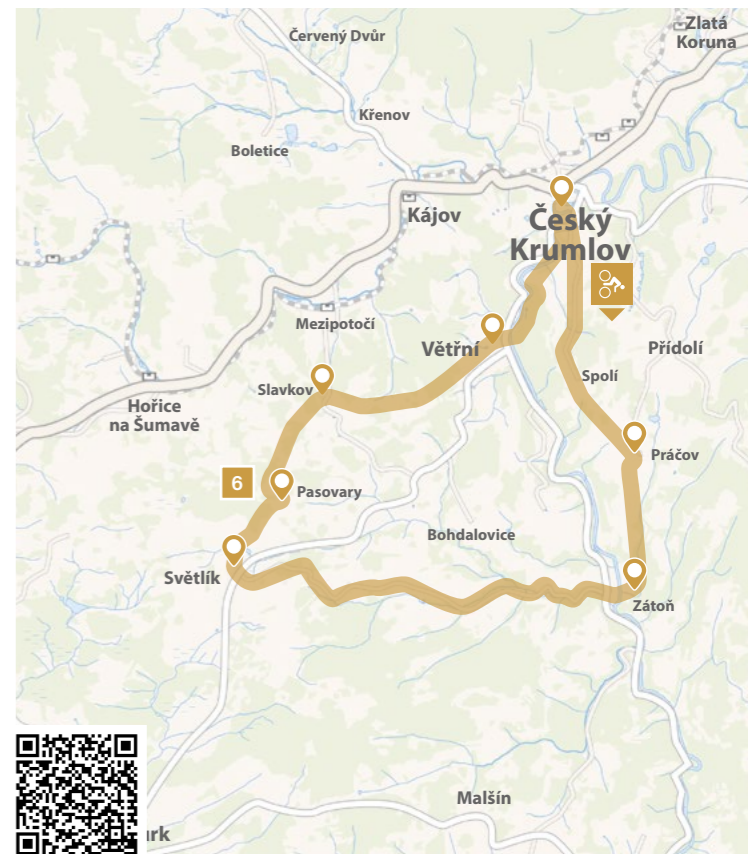 Zlatá
Koruna
Červený Dvůr
Křenov
Boletice
Kájov
Český
Krumlov
Mezipotočí
Větřní
Přídolí
Spolí
Slavkov
Hořice
na Šumavě
Práčov
6
Pasovary
Bohdalovice
Světlík
Zátoň
Malšín